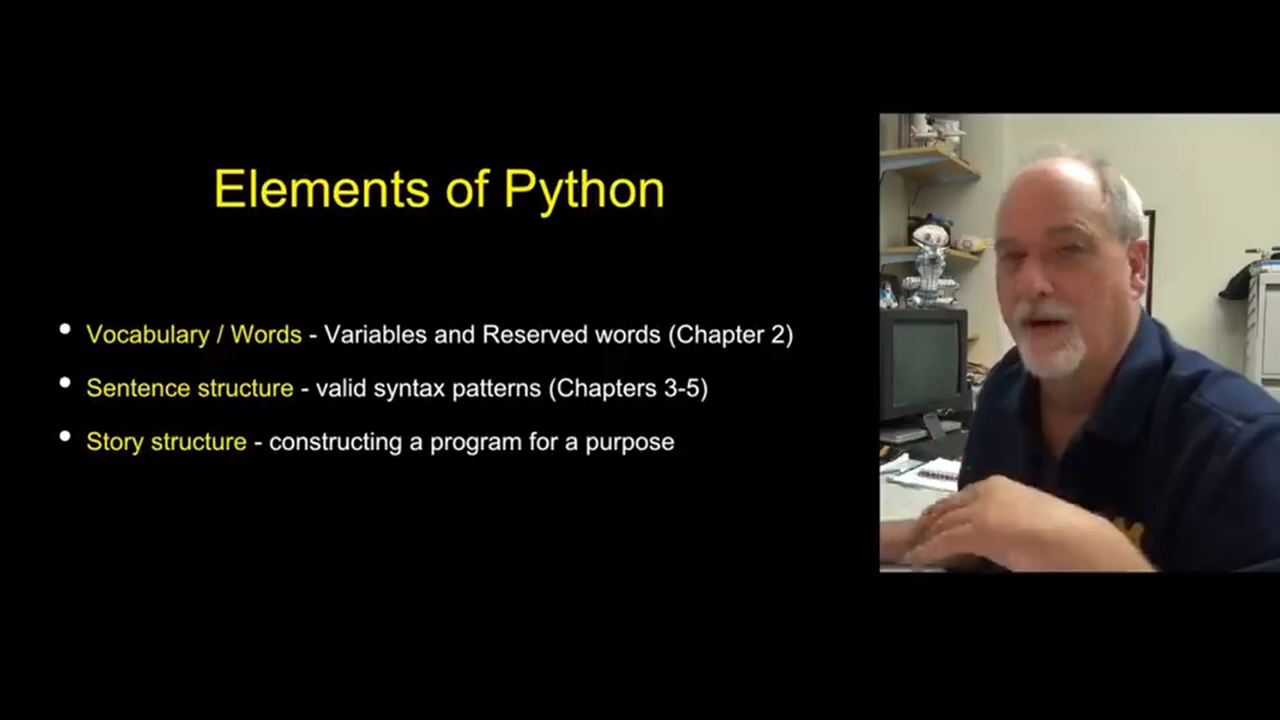 Elements of Python
• Vocabulary / Words - Variables and Reserved words (Chapter 2)
• Sentence structure - valid syntax patterns (Chapters 3-5)
• Story structure - constructing a program for a purpose